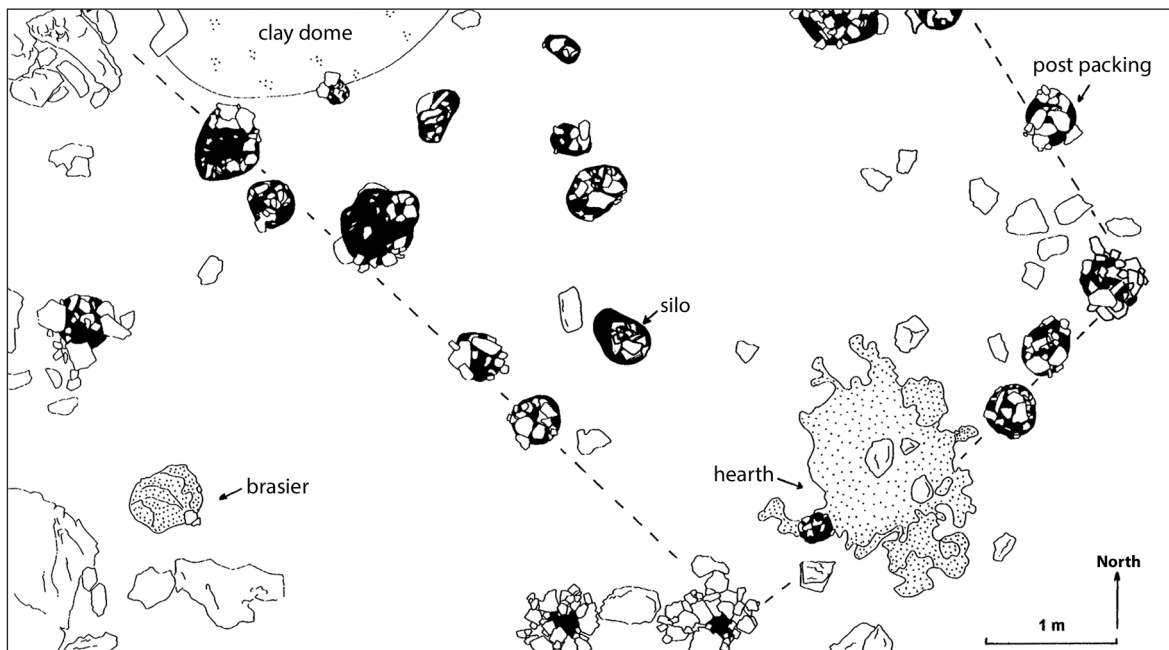 clay dome
post packing
silo
hearth
brasier
North
1 m